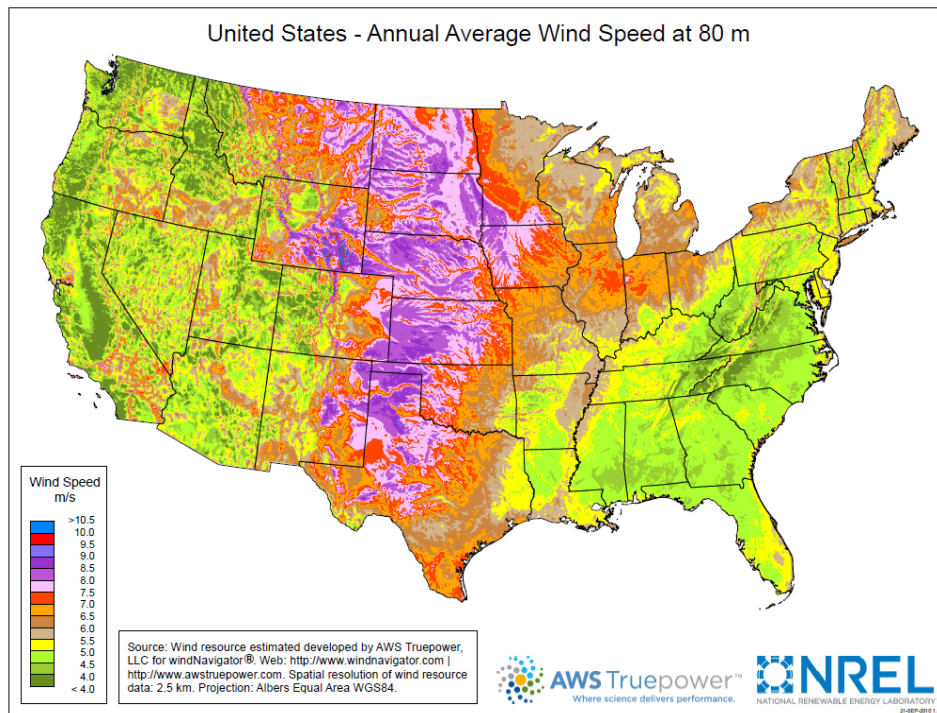 United States - Annual Average Wind Speed at 80 m
Wind Speed
m/s
>10.5
10.0
9.5
9.0
8.5
8.0
7.5
7.0
6.5
6.0
5.5
5.0
4.5
4.0
< 4.0
Source: Wind resource estimated developed by AWS Truepower,
LLC for windNavigator®. Web: http://www.windnavigator.com |
http://www.awstruepower.com. Spatial resolution of wind resource
data: 2.5 km. Projection: Albers Equal Area WGS84.
AWS Truepower™
Where science delivers performance.
NREL
NATIONAL RENEWABLE ENERGY LABORATORY